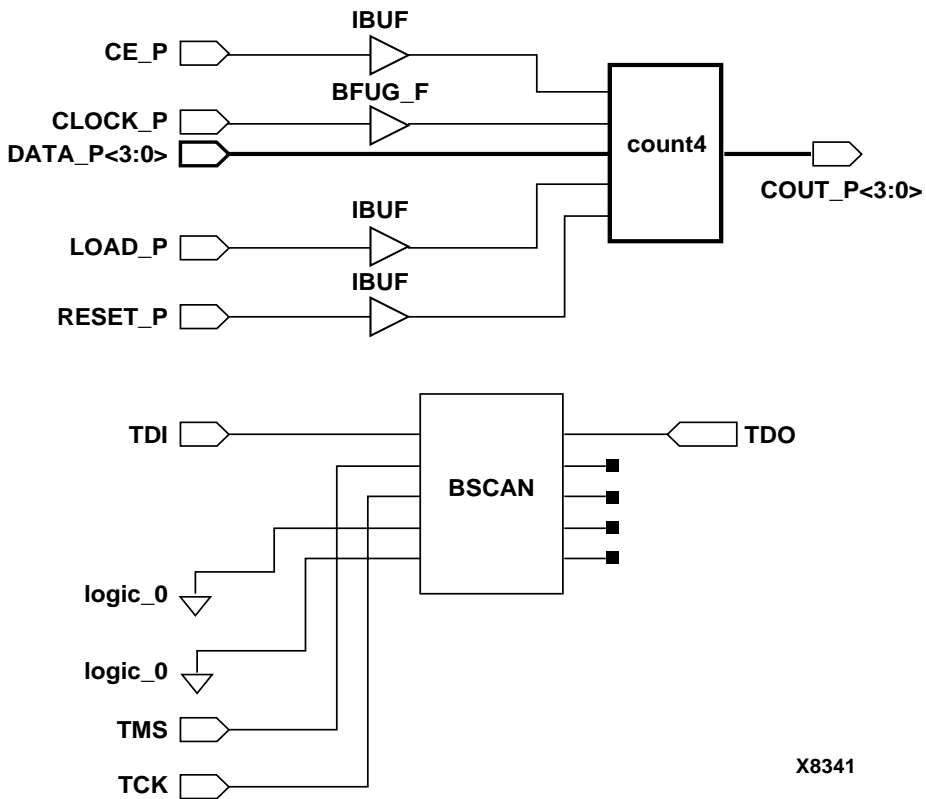 IBUF
CE_P
BFUG_F
CLOCK_P
DATA_P<3:0>
count4
COUT_P<3:0>
IBUF
LOAD_P
IBUF
RESET_P
TDI
TDO
BSCAN
logic_0
logic_0
TMS
TCK
X8341